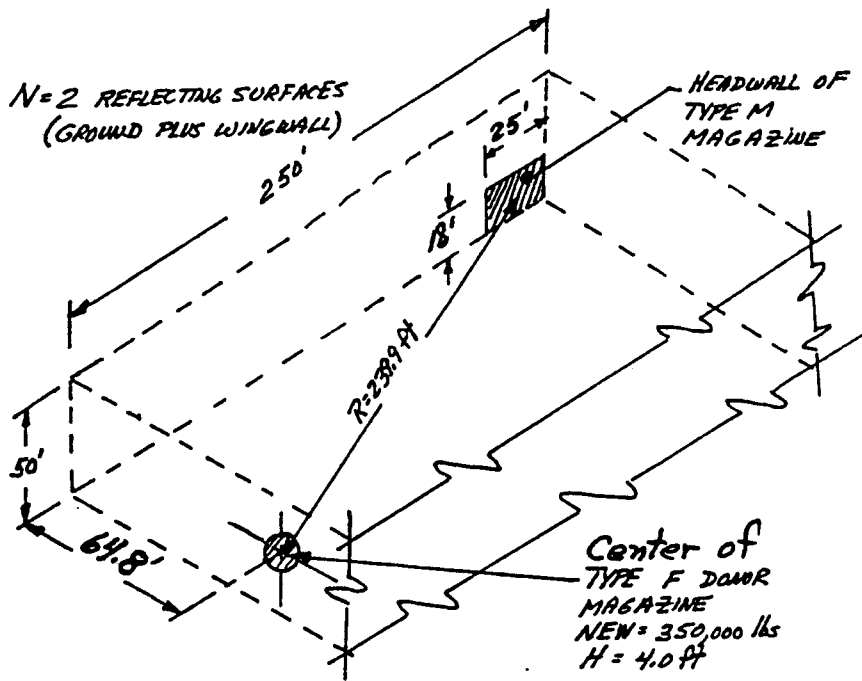 N=2 REFLECTING SURFACES
(GROUND PLUS WINGWALL)
250'
25'
HEADWALL OF
TYPE M
MAGAZINE
18'
R=238.9 ft
50'
64.8'
Center of
TYPE F DONOR
MAGAZINE
NEW = 350,000 lbs
H = 4.0 ft